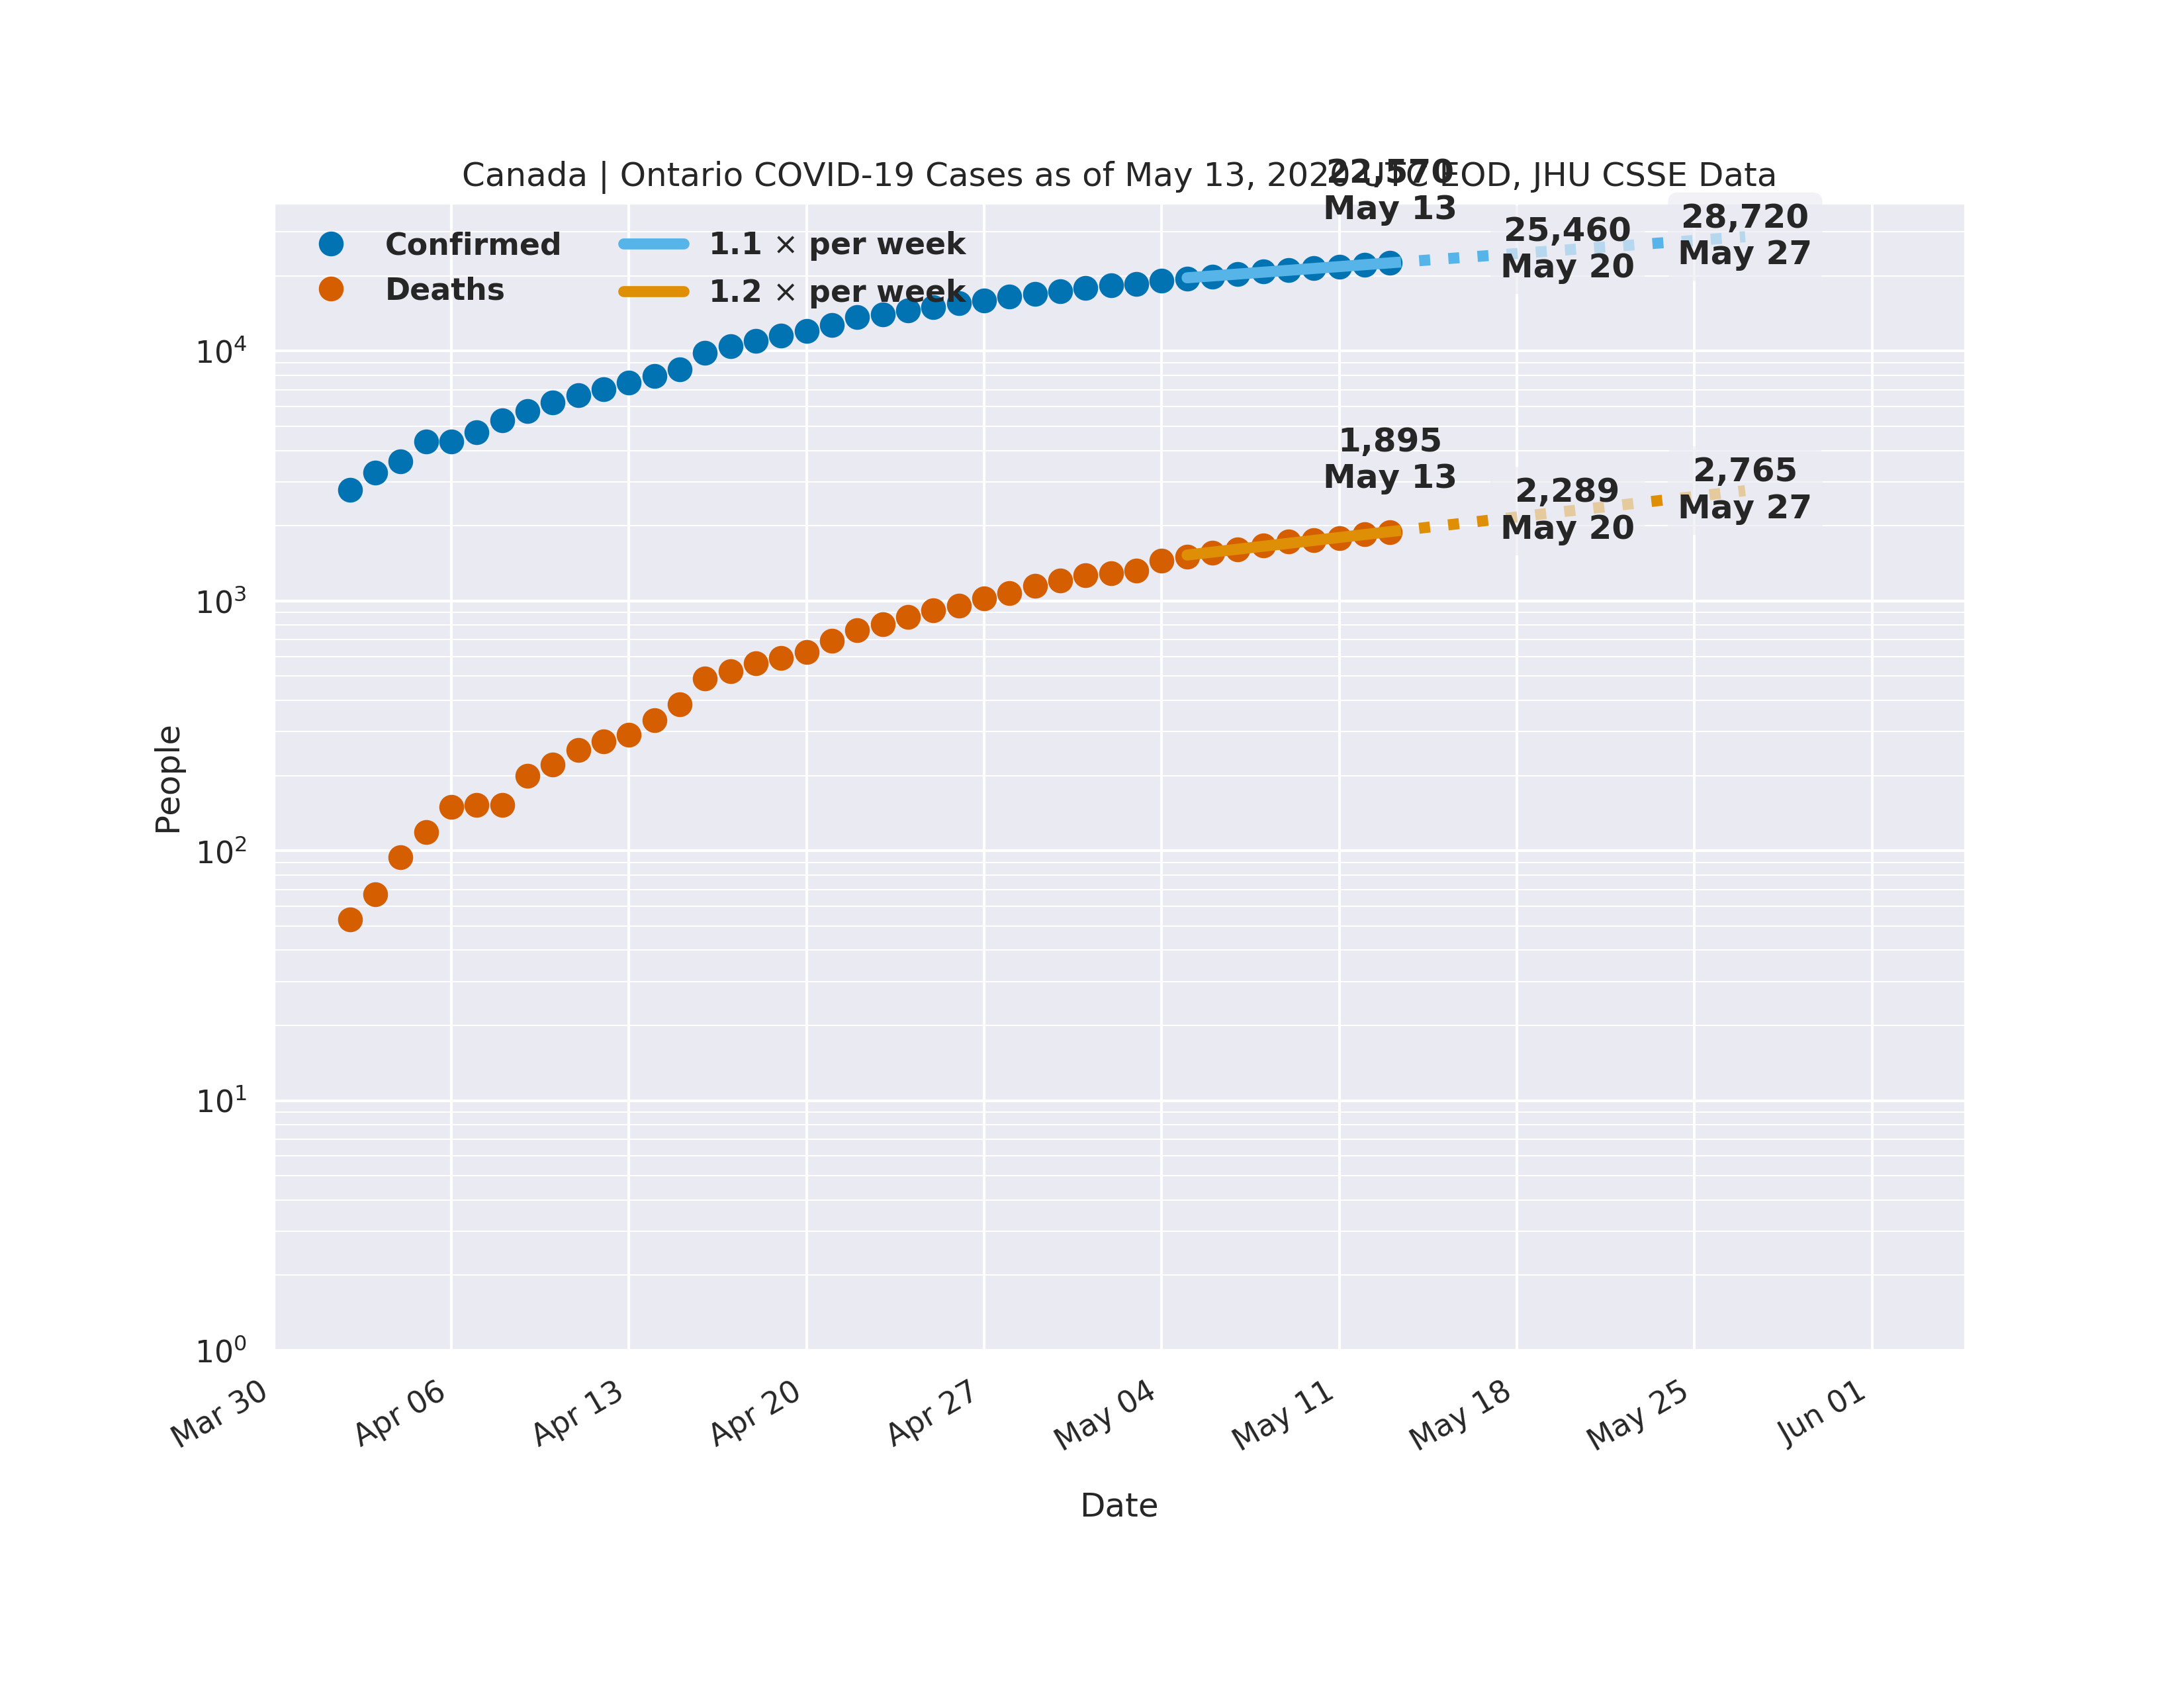 Canada | Ontario COVID-19 Cases as of May 13, 2020 UTC EOD, JHU CSSE Data
22,570
May 13
25,460
May 20
28,720
May 27
Confirmed
Deaths
1.1 × per week
1.2 × per week
1,895
May 13
2,289
May 20
2,765
May 27
People
10⁴
10³
10²
10¹
10⁰
Mar 30
Apr 06
Apr 13
Apr 20
Apr 27
May 04
May 11
May 18
May 25
Jun 01
Date